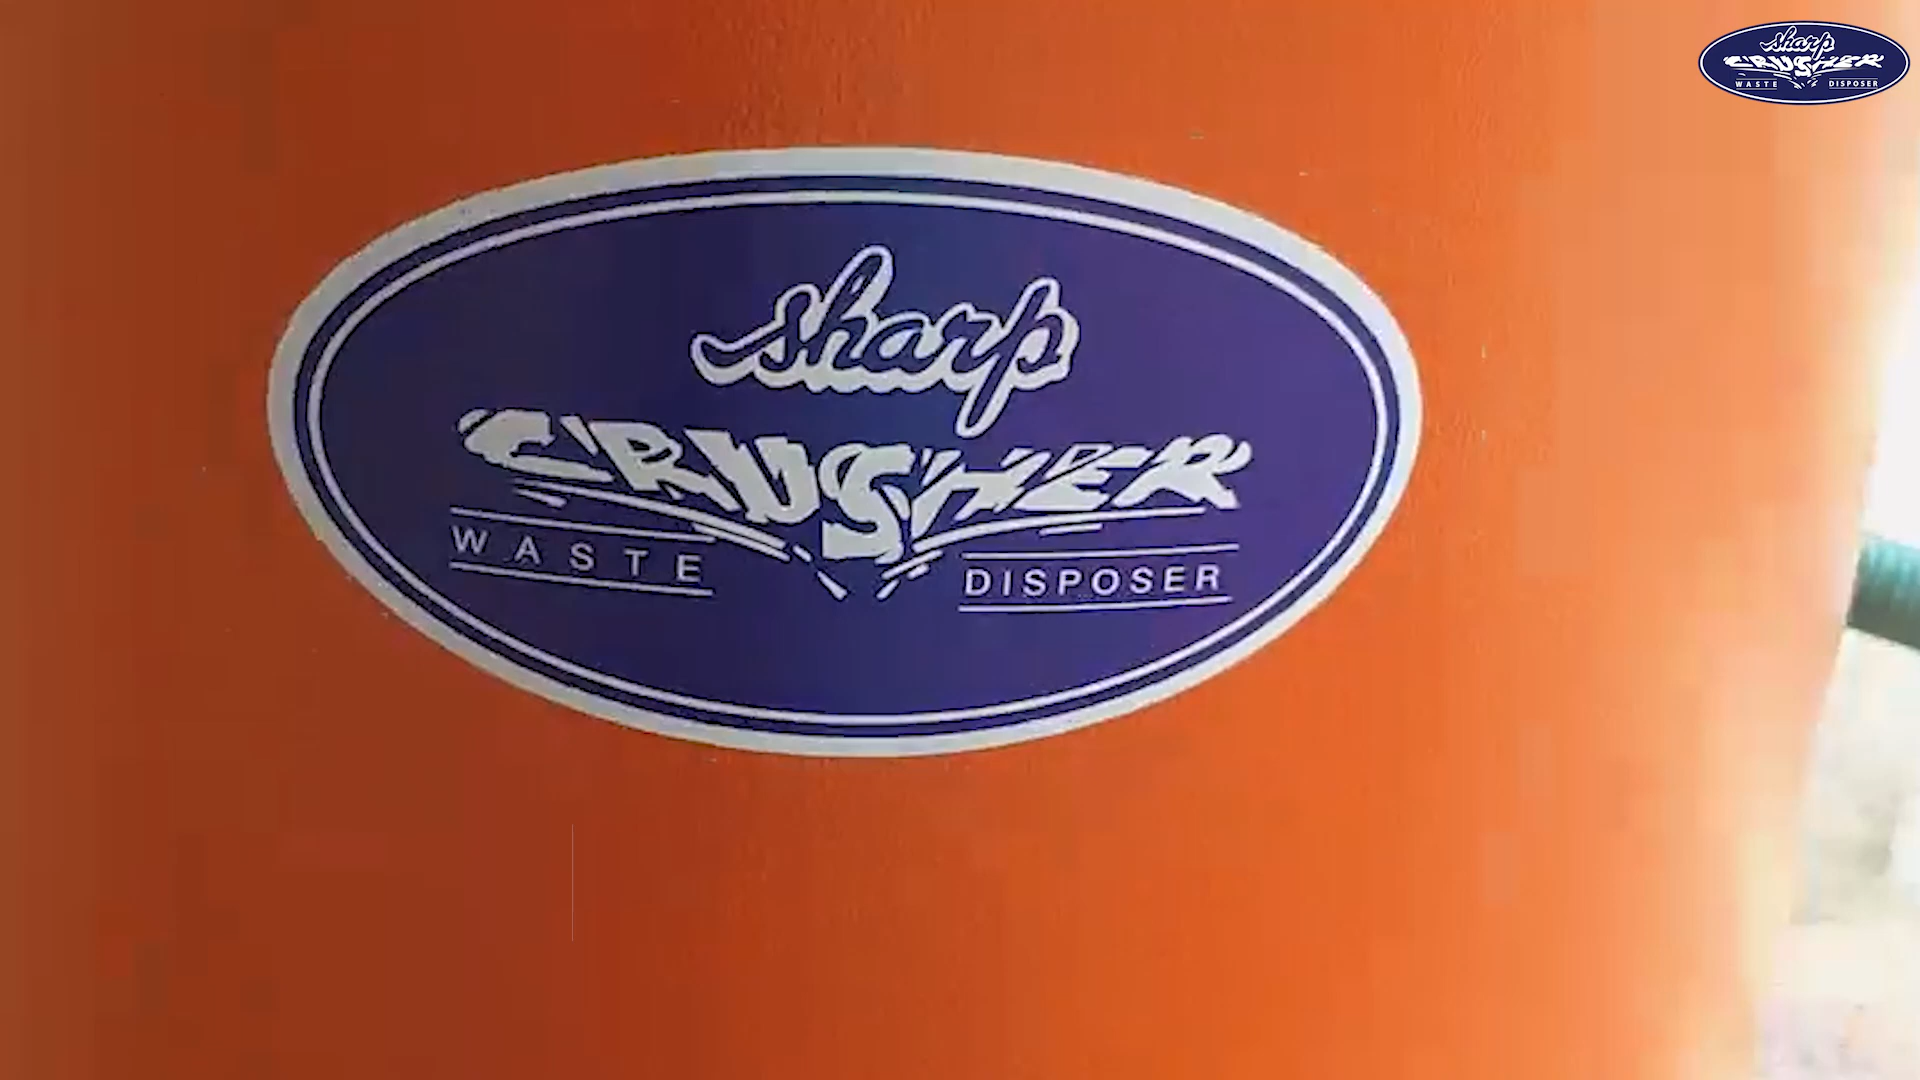 sharp
CRUSHER
WASTE DISPOSER
sharp
CRUSHER
WASTE DISPOSER